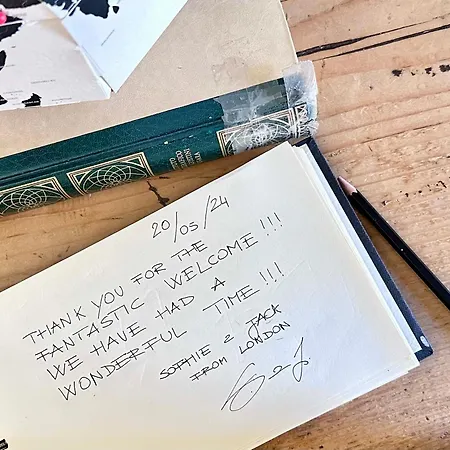 20/05/24
THANK YOU FOR THE
FANTASTIC WELCOME!!!
WE HAVE HAD A
WONDERFUL TIME!!!
SOPHIE & JACK
FROM LONDON